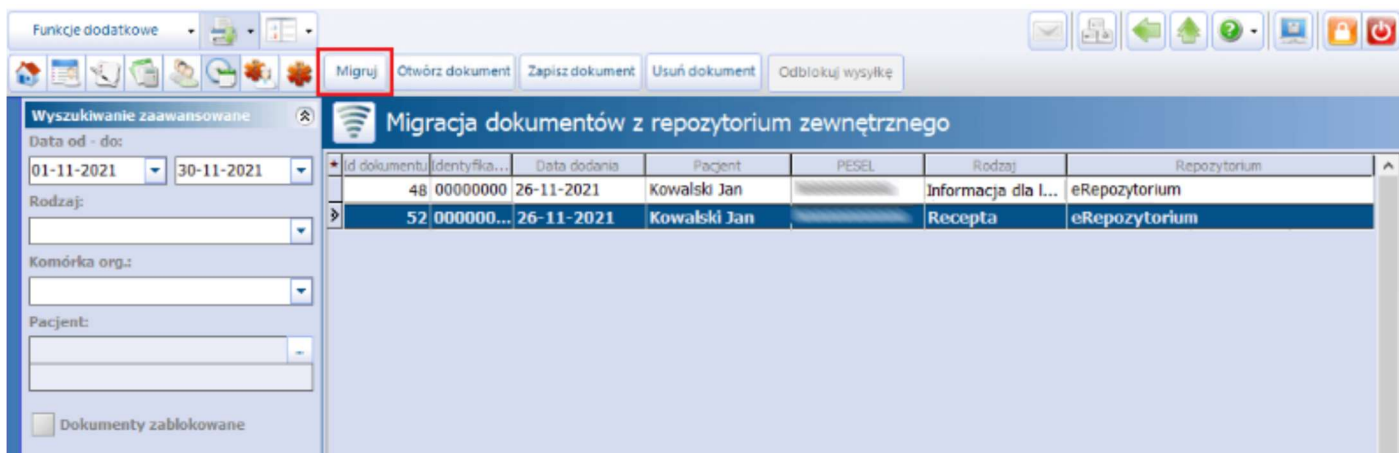 Funkcje dodatkowe
Migruj Otwórz dokument Zapisz dokument Usuń dokument Odblokuj wysyłkę
Wyszukiwanie zaawansowane
Migracja dokumentów z repozytorium zewnętrznego
Data od - do:
01-11-2021 30-11-2021
Rodzaj:
Komórka org.:
Pacjent:
...
Dokumenty zablokowane
Id dokumentu Identyfika... Data dodania Pacjent PESEL Rodzaj Repozytorium
48 00000000 26-11-2021 Kowalski Jan Informacja dla l... eRepozytorium
52 000000... 26-11-2021 Kowalski Jan Recepta eRepozytorium